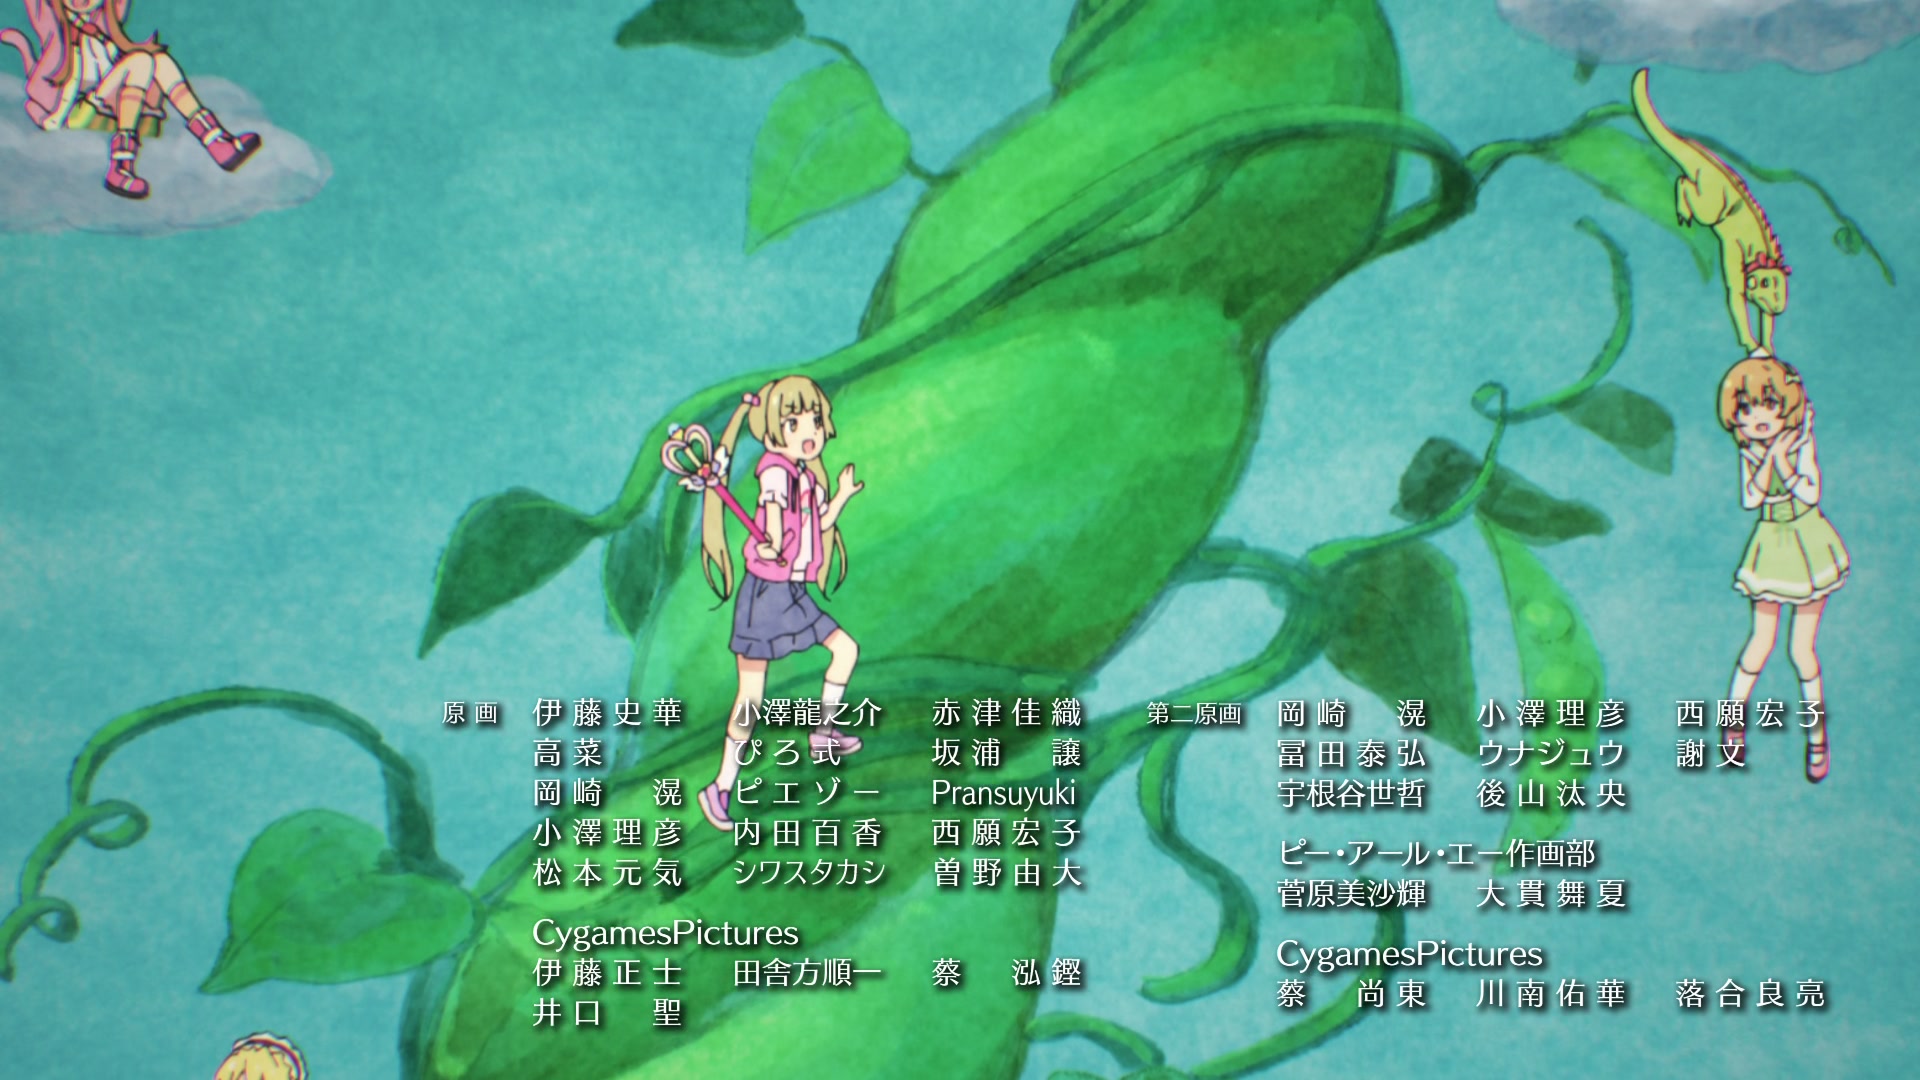 原画 伊藤史華 小澤龍之介 赤津佳織
高菜 ぴろ式 坂浦 譲
岡崎 滉 ピエゾー Pransuyuki
小澤理彦 内田百香 西願宏子
松本元気 シワスタカシ 曽野由大
CygamesPictures
伊藤正士 田舎方順一 蔡 泓鏗
井口 聖
第二原画 岡崎 滉 小澤理彦 西願宏子
冨田泰弘 ウナジュウ 謝文
宇根谷世哲 後山汰央
ピー・アール・エー作画部
菅原美沙輝 大貫舞夏
CygamesPictures
蔡 尚東 川南佑華 落合良亮